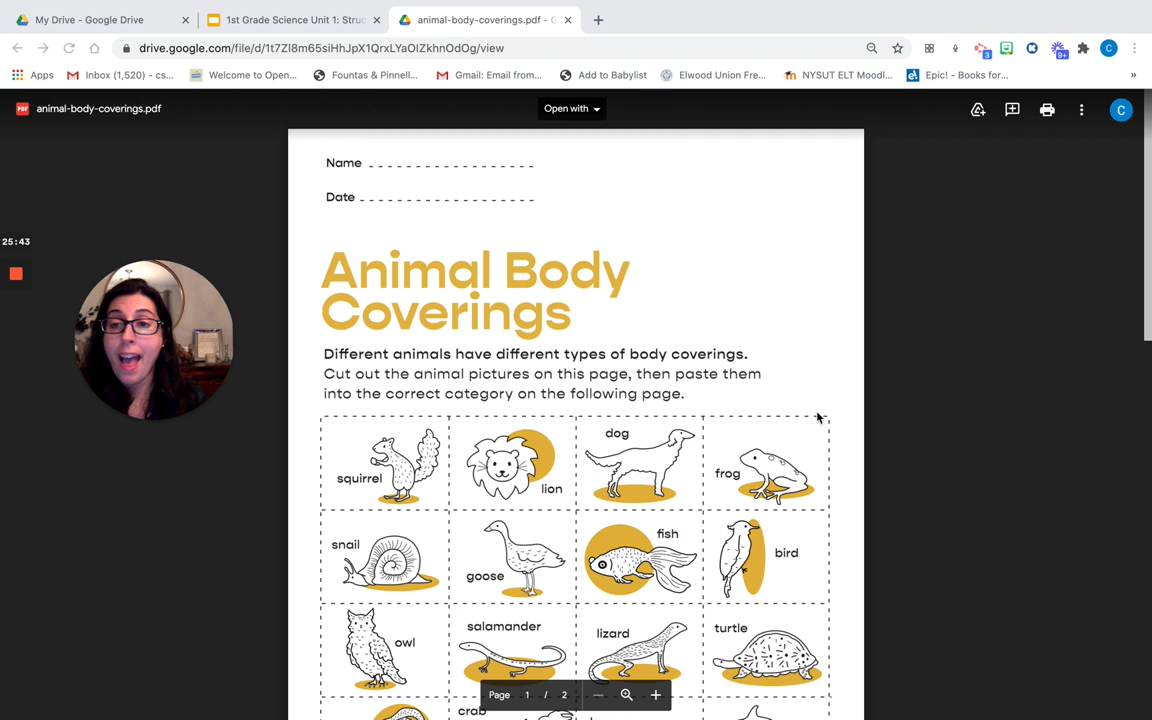 My Drive - Google Drive
1st Grade Science Unit 1: Struc
animal-body-coverings.pdf - G
drive.google.com/file/d/1t7Zl8m65siHhJpX1QrxLYaOIZkhnOdOg/view
Apps
Inbox (1,520) - cs...
Welcome to Open...
Fountas & Pinnell...
Gmail: Email from...
Add to Babylist
Elwood Union Fre...
NYSUT ELT Moodl...
Epic! - Books for...
»
3
9+
C
PDF
animal-body-coverings.pdf
Open with
C
Name
Date
25:43
Animal Body
Coverings
Different animals have different types of body coverings.
Cut out the animal pictures on this page, then paste them
into the correct category on the following page.
squirrel
lion
dog
frog
snail
goose
fish
bird
owl
salamander
lizard
turtle
crab
Page 1 / 2